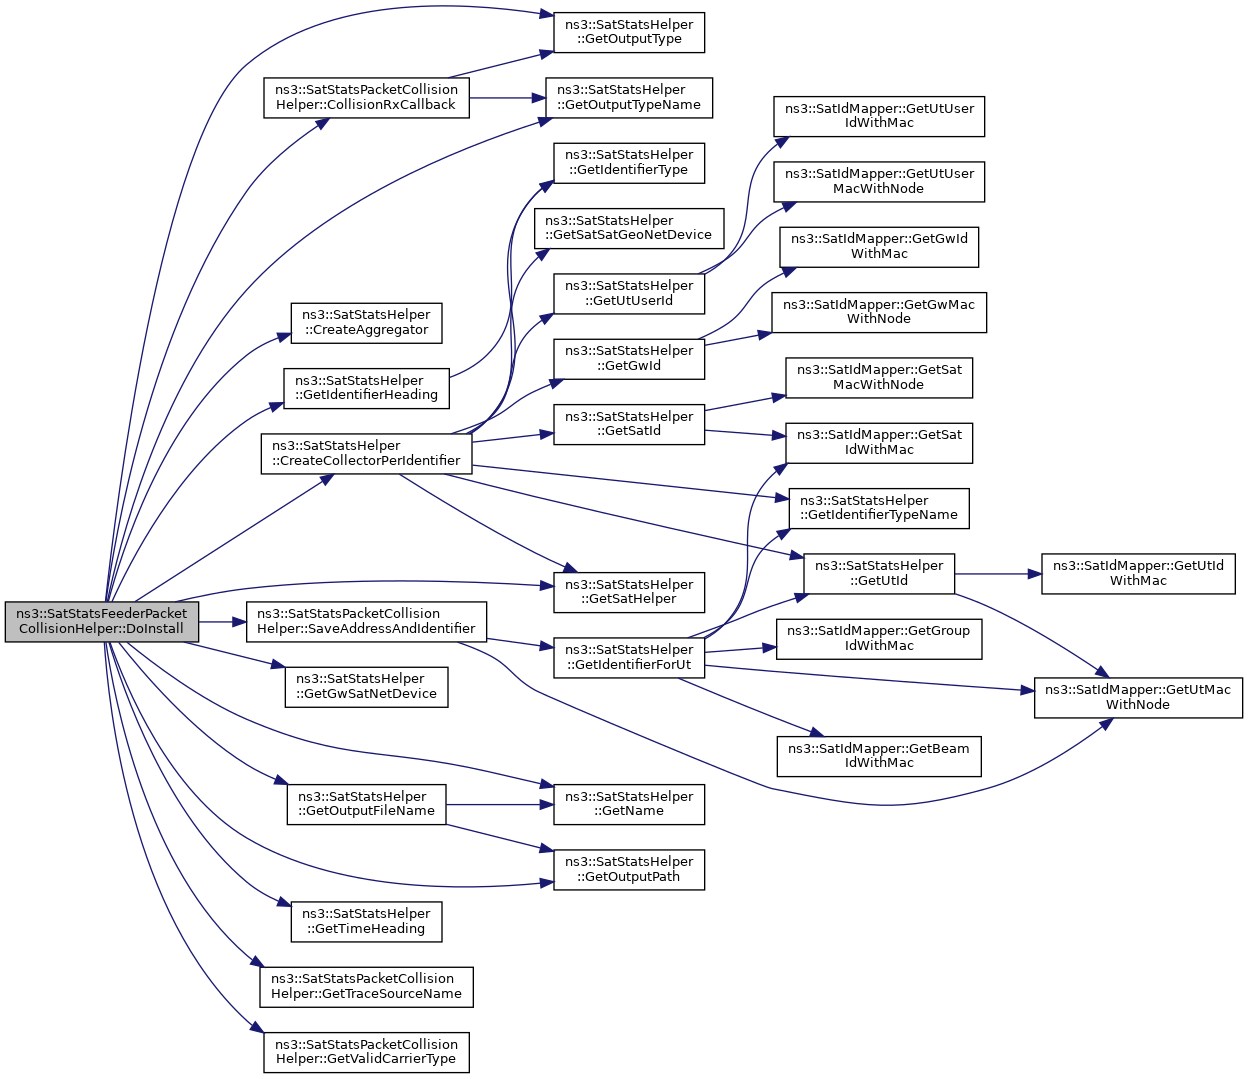 ns3::SatStatsFeederPacket
CollisionHelper::DoInstall
ns3::SatStatsHelper
::GetOutputType
ns3::SatStatsPacketCollision
Helper::CollisionRxCallback
ns3::SatStatsHelper
::GetOutputTypeName
ns3::SatStatsHelper
::GetIdentifierType
ns3::SatStatsHelper
::GetSatSatGeoNetDevice
ns3::SatStatsHelper
::GetUtUserId
ns3::SatStatsHelper
::CreateAggregator
ns3::SatStatsHelper
::GetGwId
ns3::SatStatsHelper
::GetIdentifierHeading
ns3::SatStatsHelper
::GetSatId
ns3::SatStatsHelper
::CreateCollectorPerIdentifier
ns3::SatIdMapper::GetUtUser
IdWithMac
ns3::SatIdMapper::GetUtUser
MacWithNode
ns3::SatIdMapper::GetGwId
WithMac
ns3::SatIdMapper::GetGwMac
WithNode
ns3::SatIdMapper::GetSat
MacWithNode
ns3::SatIdMapper::GetSat
IdWithMac
ns3::SatStatsHelper
::GetIdentifierTypeName
ns3::SatStatsHelper
::GetUtId
ns3::SatIdMapper::GetUtId
WithMac
ns3::SatStatsHelper
::GetSatHelper
ns3::SatStatsPacketCollision
Helper::SaveAddressAndIdentifier
ns3::SatStatsHelper
::GetIdentifierForUt
ns3::SatIdMapper::GetGroup
IdWithMac
ns3::SatIdMapper::GetUtMac
WithNode
ns3::SatIdMapper::GetBeam
IdWithMac
ns3::SatStatsHelper
::GetGwSatNetDevice
ns3::SatStatsHelper
::GetOutputFileName
ns3::SatStatsHelper
::GetName
ns3::SatStatsHelper
::GetOutputPath
ns3::SatStatsHelper
::GetTimeHeading
ns3::SatStatsPacketCollision
Helper::GetTraceSourceName
ns3::SatStatsPacketCollision
Helper::GetValidCarrierType